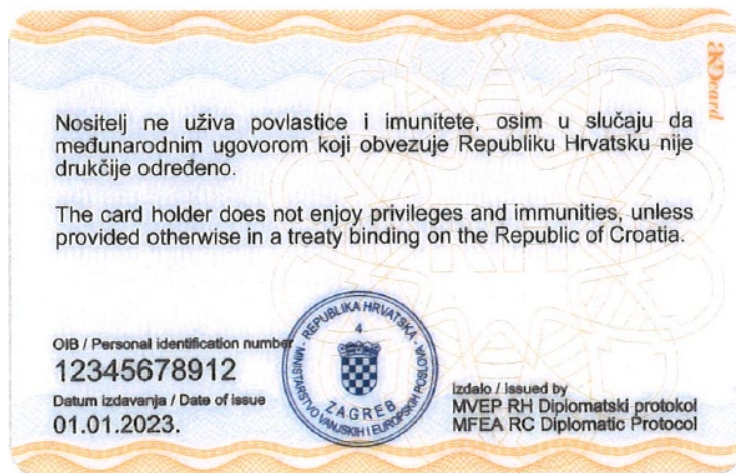 AKDcard
Nositelj ne uživa povlastice i imunitete, osim u slučaju da
međunarodnim ugovorom koji obvezuje Republiku Hrvatsku nije
drukčije određeno.
The card holder does not enjoy privileges and immunities, unless
provided otherwise in a treaty binding on the Republic of Croatia.
OIB / Personal identification number
12345678912
Datum izdavanja / Date of issue
01.01.2023.
REPUBLIKA HRVATSKA
4
MINISTARSTVO VANJSKIH I EUROPSKIH POSLOVA
ZAGREB
Izdalo / Issued by
MVEP RH Diplomatski protokol
MFEA RC Diplomatic Protocol